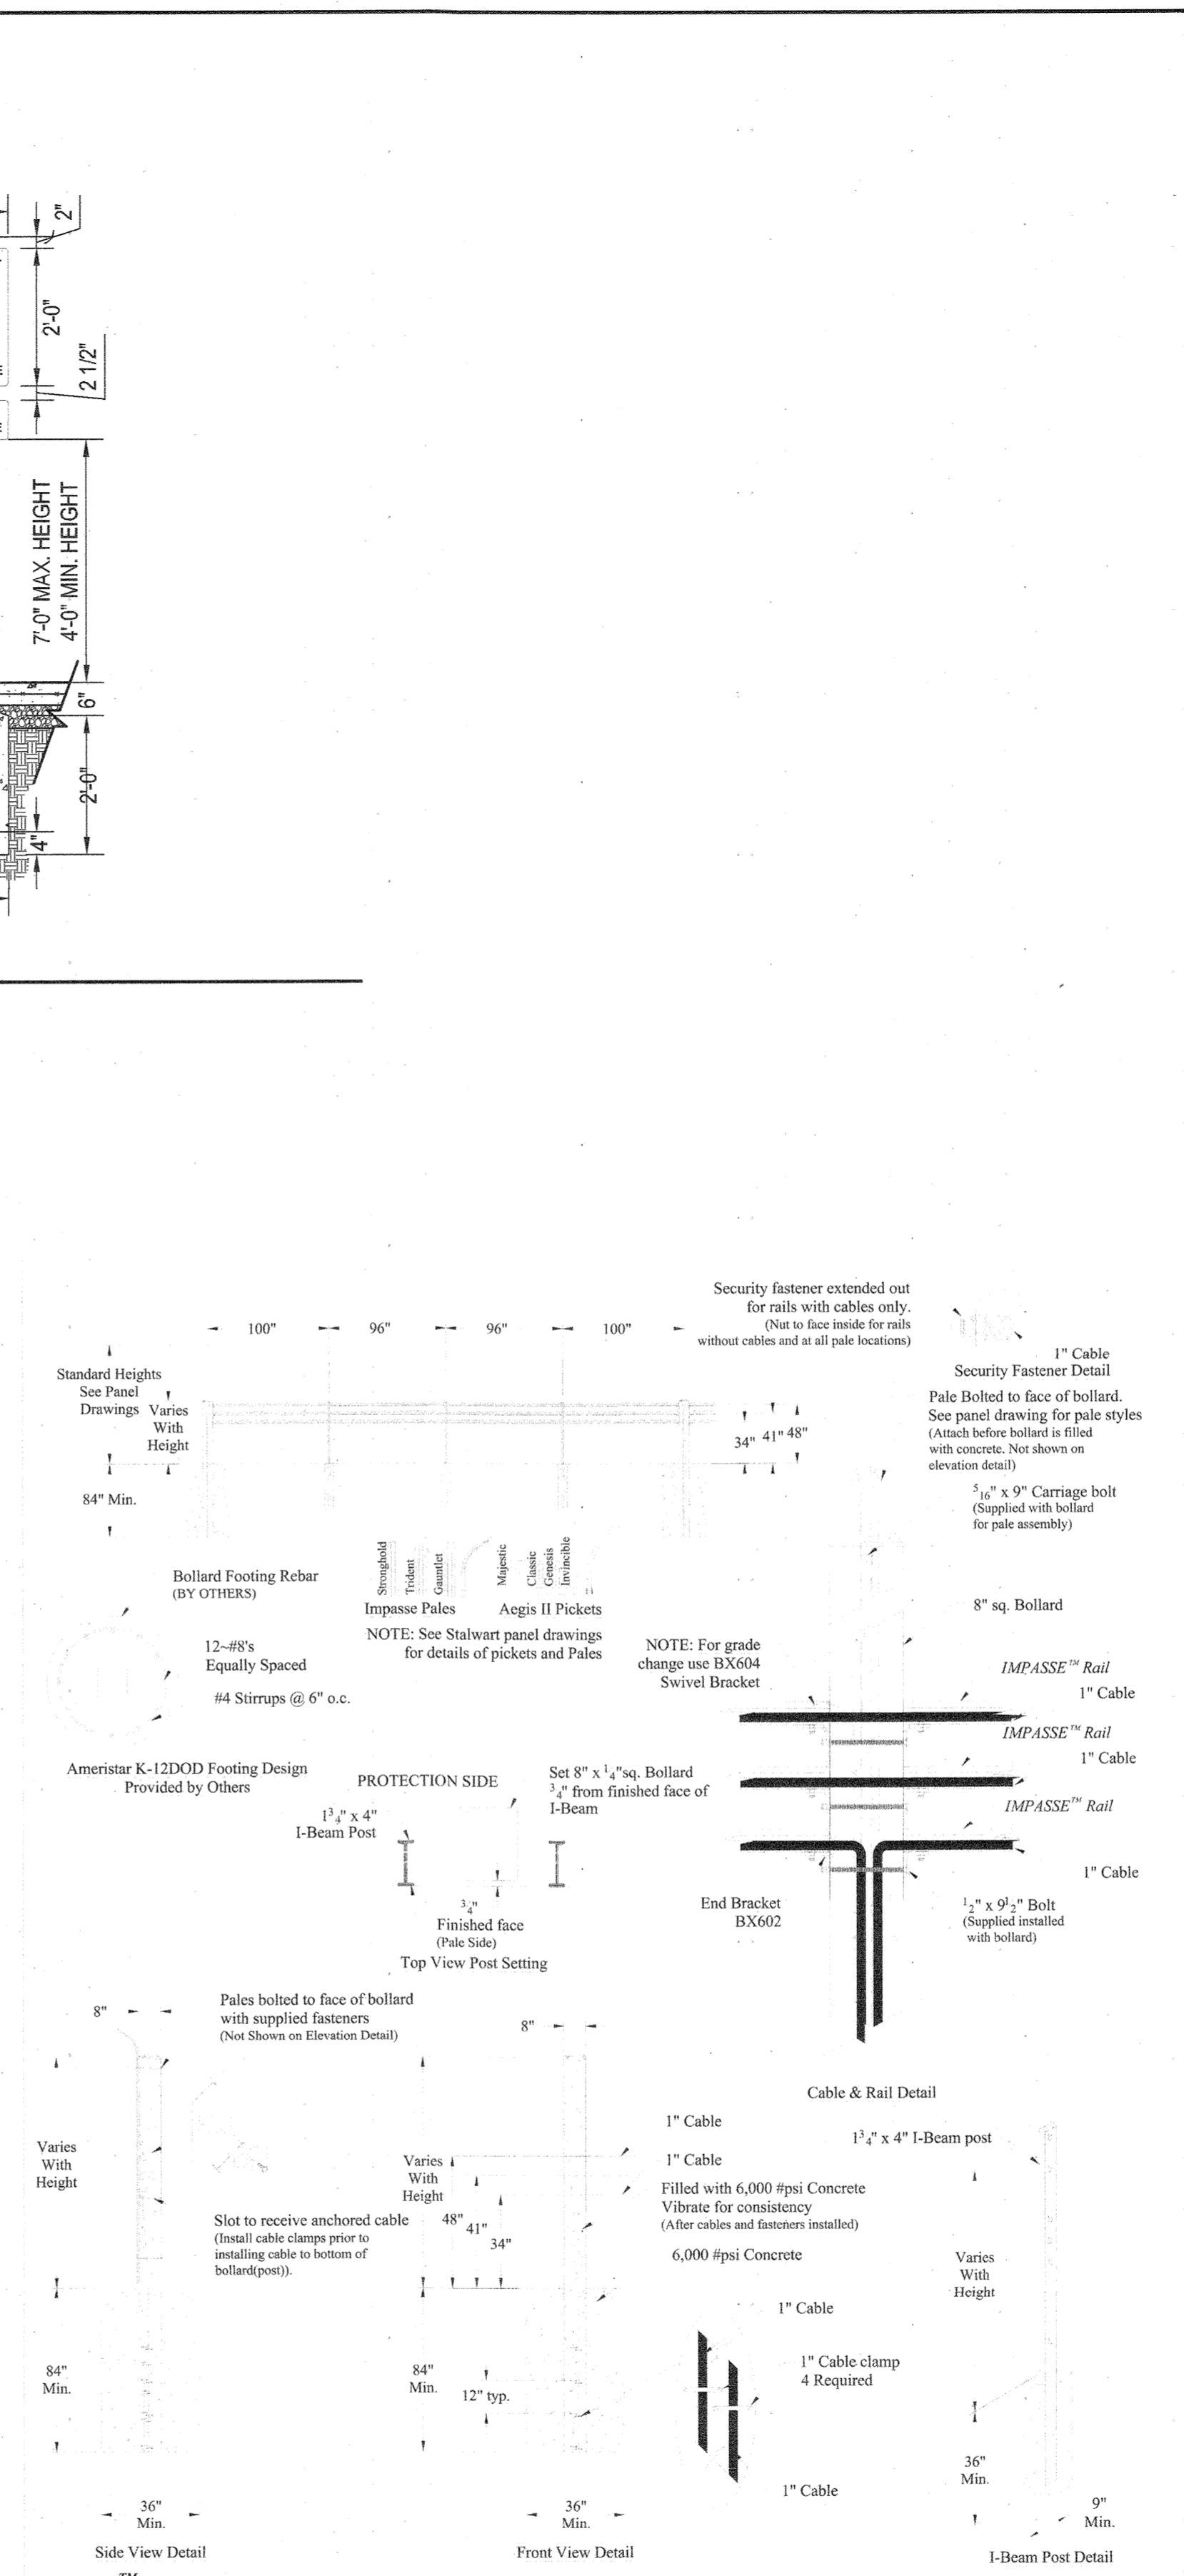 2"
2'-0"
2 1/2"
7'-0" MAX. HEIGHT
4'-0" MIN. HEIGHT
6"
2'-0"
4"
100"
96"
96"
100"
Security fastener extended out
for rails with cables only.
(Nut to face inside for rails
without cables and at all pale locations)
1" Cable
Security Fastener Detail
Standard Heights
See Panel
Drawings
Varies
With
Height
84" Min.
34"
41"
48"
Pale Bolted to face of bollard.
See panel drawing for pale styles
(Attach before bollard is filled
with concrete. Not shown on
elevation detail)
5/16" x 9" Carriage bolt
(Supplied with bollard
for pale assembly)
Bollard Footing Rebar
(BY OTHERS)
Stronghold
Trident
Gauntlet
Majestic
Classic
Genesis
Invincible
Impasse Pales
Aegis II Pickets
NOTE: See Stalwart panel drawings
for details of pickets and Pales
8" sq. Bollard
12~#8's
Equally Spaced
#4 Stirrups @ 6" o.c.
NOTE: For grade
change use BX604
Swivel Bracket
IMPASSE™ Rail
1" Cable
IMPASSE™ Rail
1" Cable
IMPASSE™ Rail
1" Cable
Ameristar K-12DOD Footing Design
Provided by Others
PROTECTION SIDE
Set 8" x 1/4"sq. Bollard
3/4" from finished face of
I-Beam
1 3/4" x 4"
I-Beam Post
3/4"
Finished face
(Pale Side)
Top View Post Setting
End Bracket
BX602
1/2" x 9 1/2" Bolt
(Supplied installed
with bollard)
8"
Pales bolted to face of bollard
with supplied fasteners
(Not Shown on Elevation Detail)
8"
Cable & Rail Detail
1" Cable
1 3/4" x 4" I-Beam post
1" Cable
Varies
With
Height
Varies
With
Height
Filled with 6,000 #psi Concrete
Vibrate for consistency
(After cables and fasteners installed)
Slot to receive anchored cable
(Install cable clamps prior to
installing cable to bottom of
bollard(post)).
48"
41"
34"
6,000 #psi Concrete
Varies
With
Height
1" Cable
1" Cable clamp
4 Required
84"
Min.
84"
Min.
12" typ.
36"
Min.
1" Cable
9"
Min.
36"
Min.
36"
Min.
Side View Detail
Front View Detail
I-Beam Post Detail